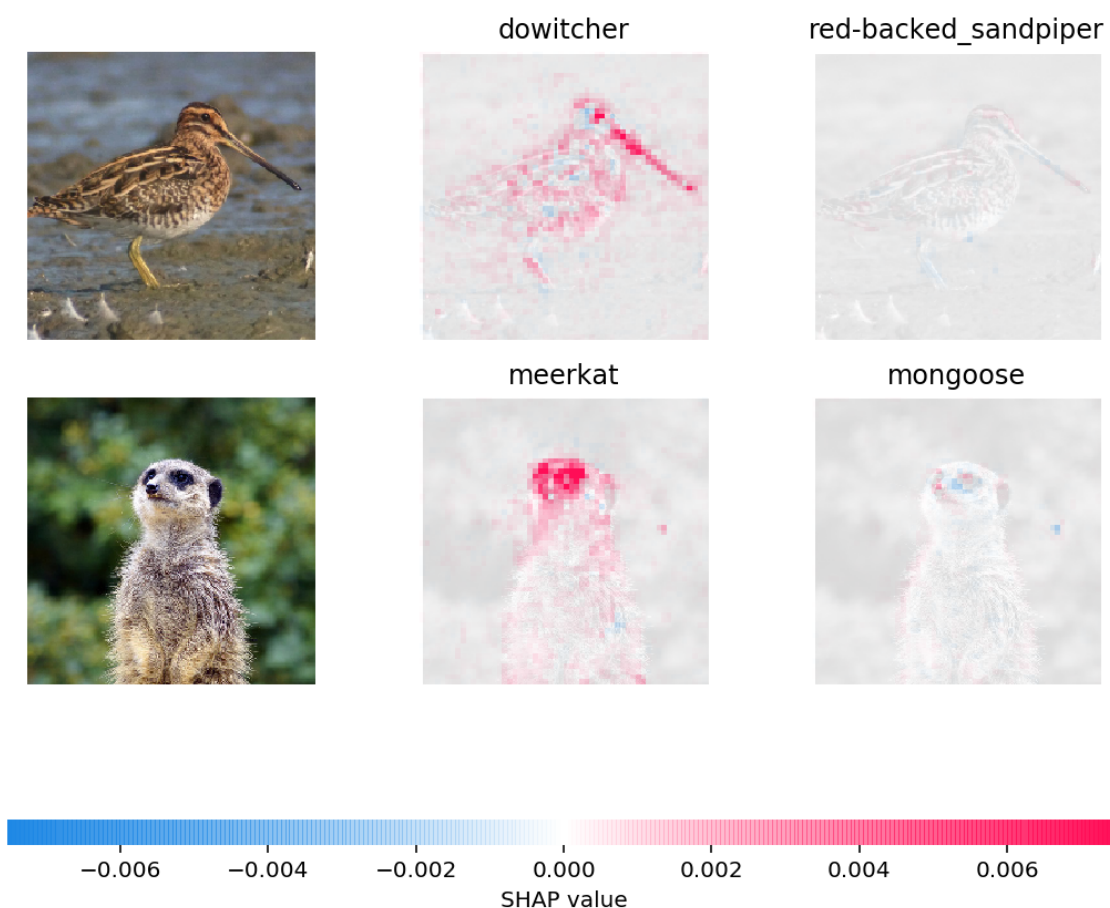 dowitcher
red-backed_sandpiper
meerkat
mongoose
−0.006 −0.004 −0.002 0.000 0.002 0.004 0.006
SHAP value